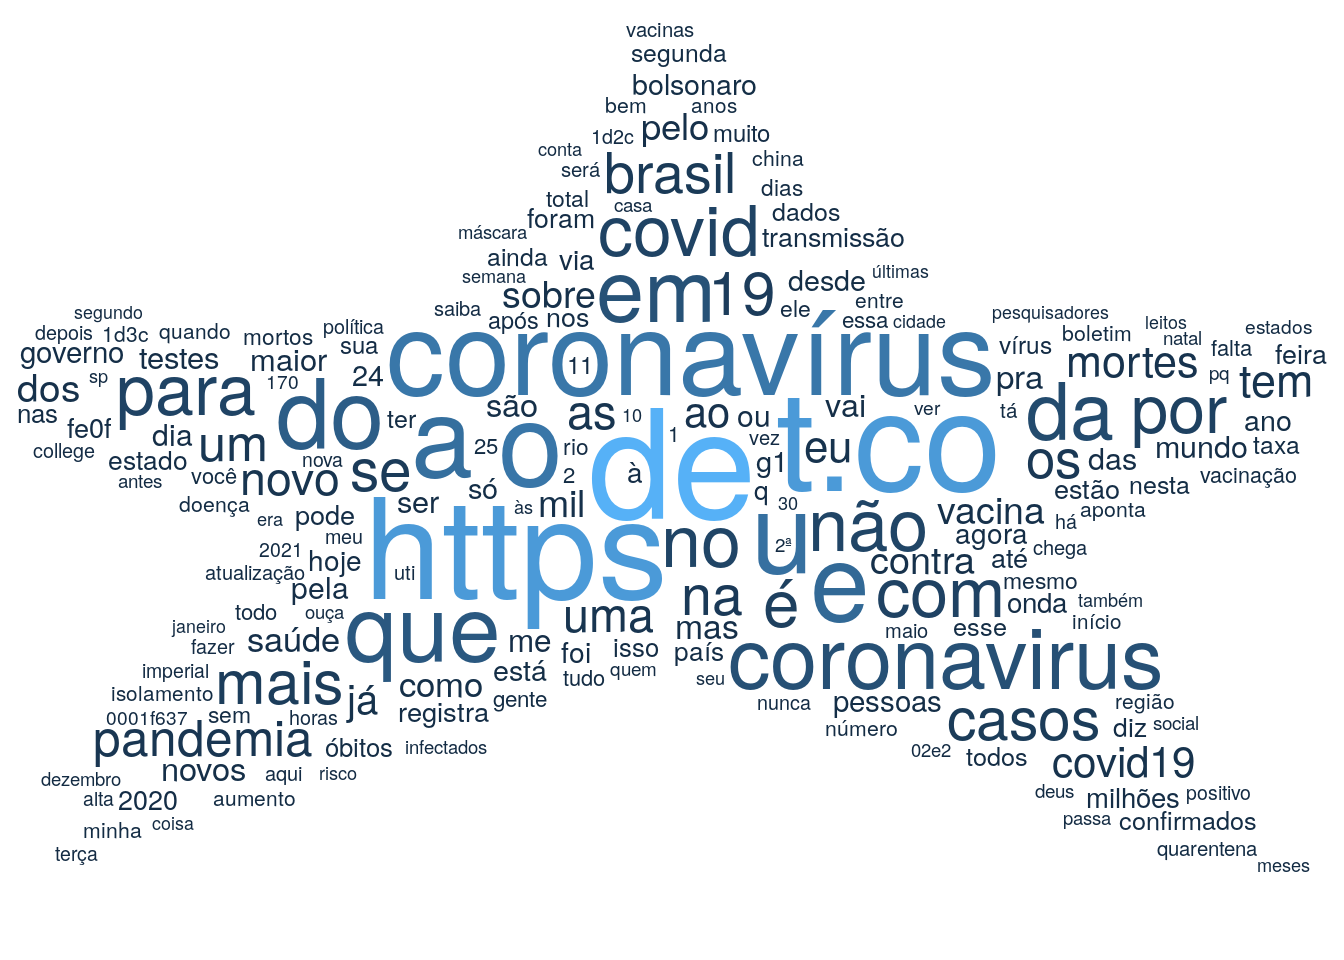 vacinas
segunda
bolsonaro
bem anos
1d2c pelo muito
conta china
será brasil
total casa dias
foram covid dados
máscara transmissão
ainda via
semana em 19 desde últimas
sobre ele entre
saiba após nos essa cidade
segundo pesquisadores
depois 1d3c quando mortos política vírus boletim leitos natal estados
governo testes maior sua coronavírus mortes falta feira
dos sp para 170 24 11 pra pq tem
nas do ter são as 10 ao ou vai ver tá da por ano
fe0f dia um a o de t.co
college estado nova 25 rio 1 vez eu os das mundo taxa
antes você novo se 2 à g1 estão nesta vacinação
doença ser só mil q 30 aponta
era pode às https u não vacina há
2021 meu no 2ª agora chega
atualização hoje uti contra até
pela na é e com mesmo
todo ouça uma onda também
janeiro saúde que me mas maio esse início
fazer foi isso país coronavirus
imperial está tudo quem seu
isolamento mais já como gente nunca pessoas casos região
0001f637 sem horas registra número diz social
pandemia óbitos infectados 02e2 todos covid19
dezembro novos aqui risco
alta 2020 aumento deus milhões positivo
minha coisa passa confirmados
terça quarentena
meses